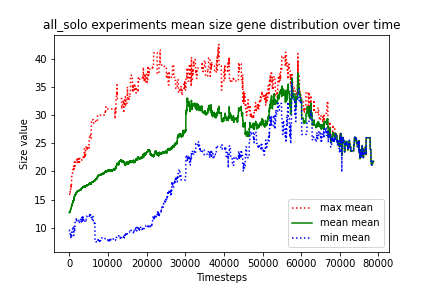 all_solo experiments mean size gene distribution over time
Size value
40
35
30
25
20
15
10
max mean
mean mean
min mean
0 10000 20000 30000 40000 50000 60000 70000 80000
Timesteps